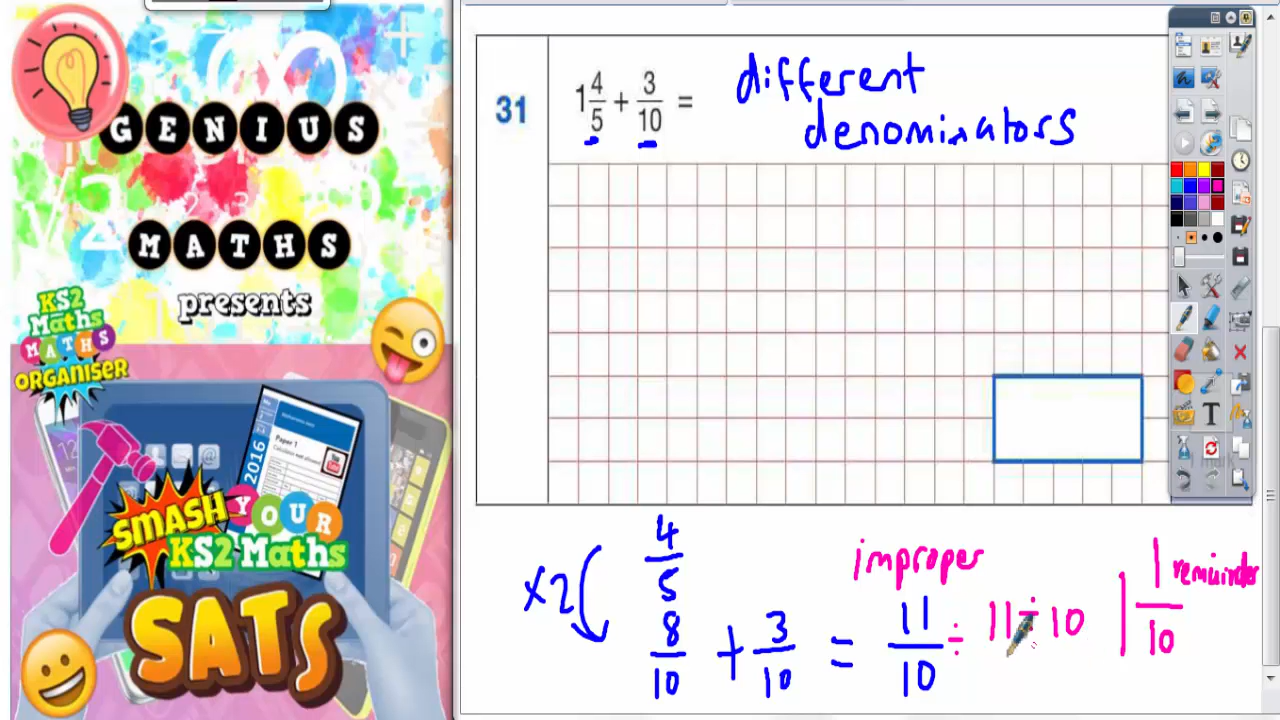 GENIUS
MATHS
presents
KS2
Maths
MATHS
ORGANISER
2016
Paper 1
SMASH YOUR
KS2 Maths
SATS
31
1 4/5 + 3/10 =
different
denominators
4/5
x2
8/10 + 3/10 = 11/10
improper
÷ 11 ÷ 10
1 1/10
remainder